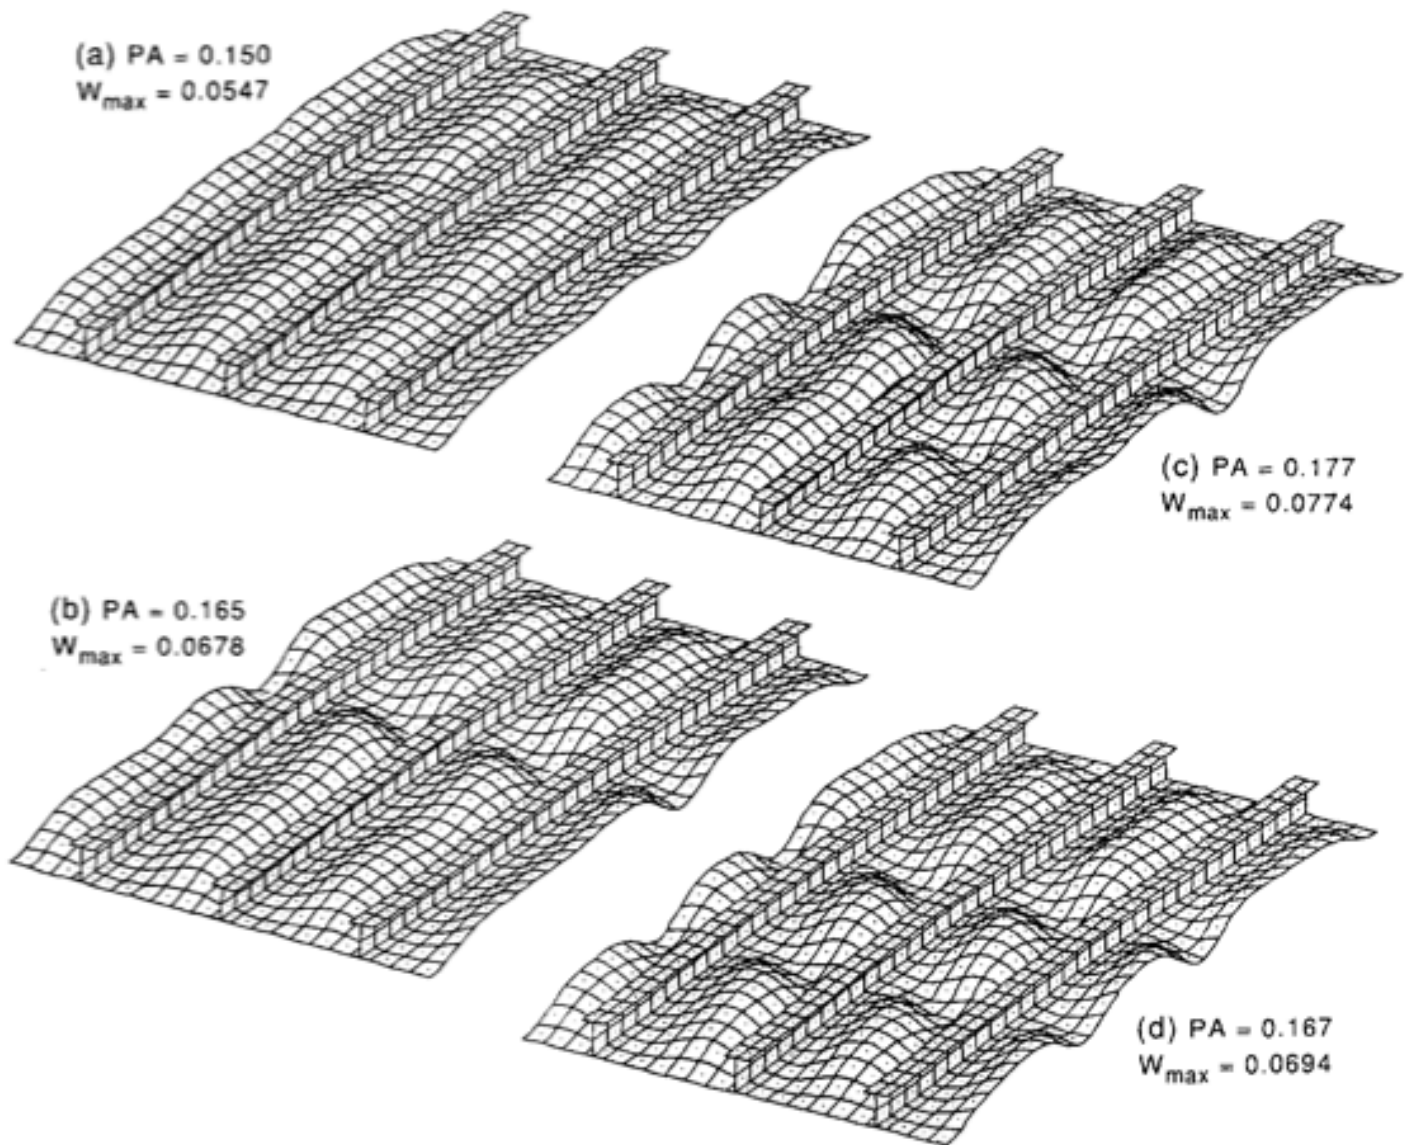 (a) PA = 0.150
Wmax = 0.0547
(c) PA = 0.177
Wmax = 0.0774
(b) PA = 0.165
Wmax = 0.0678
(d) PA = 0.167
Wmax = 0.0694